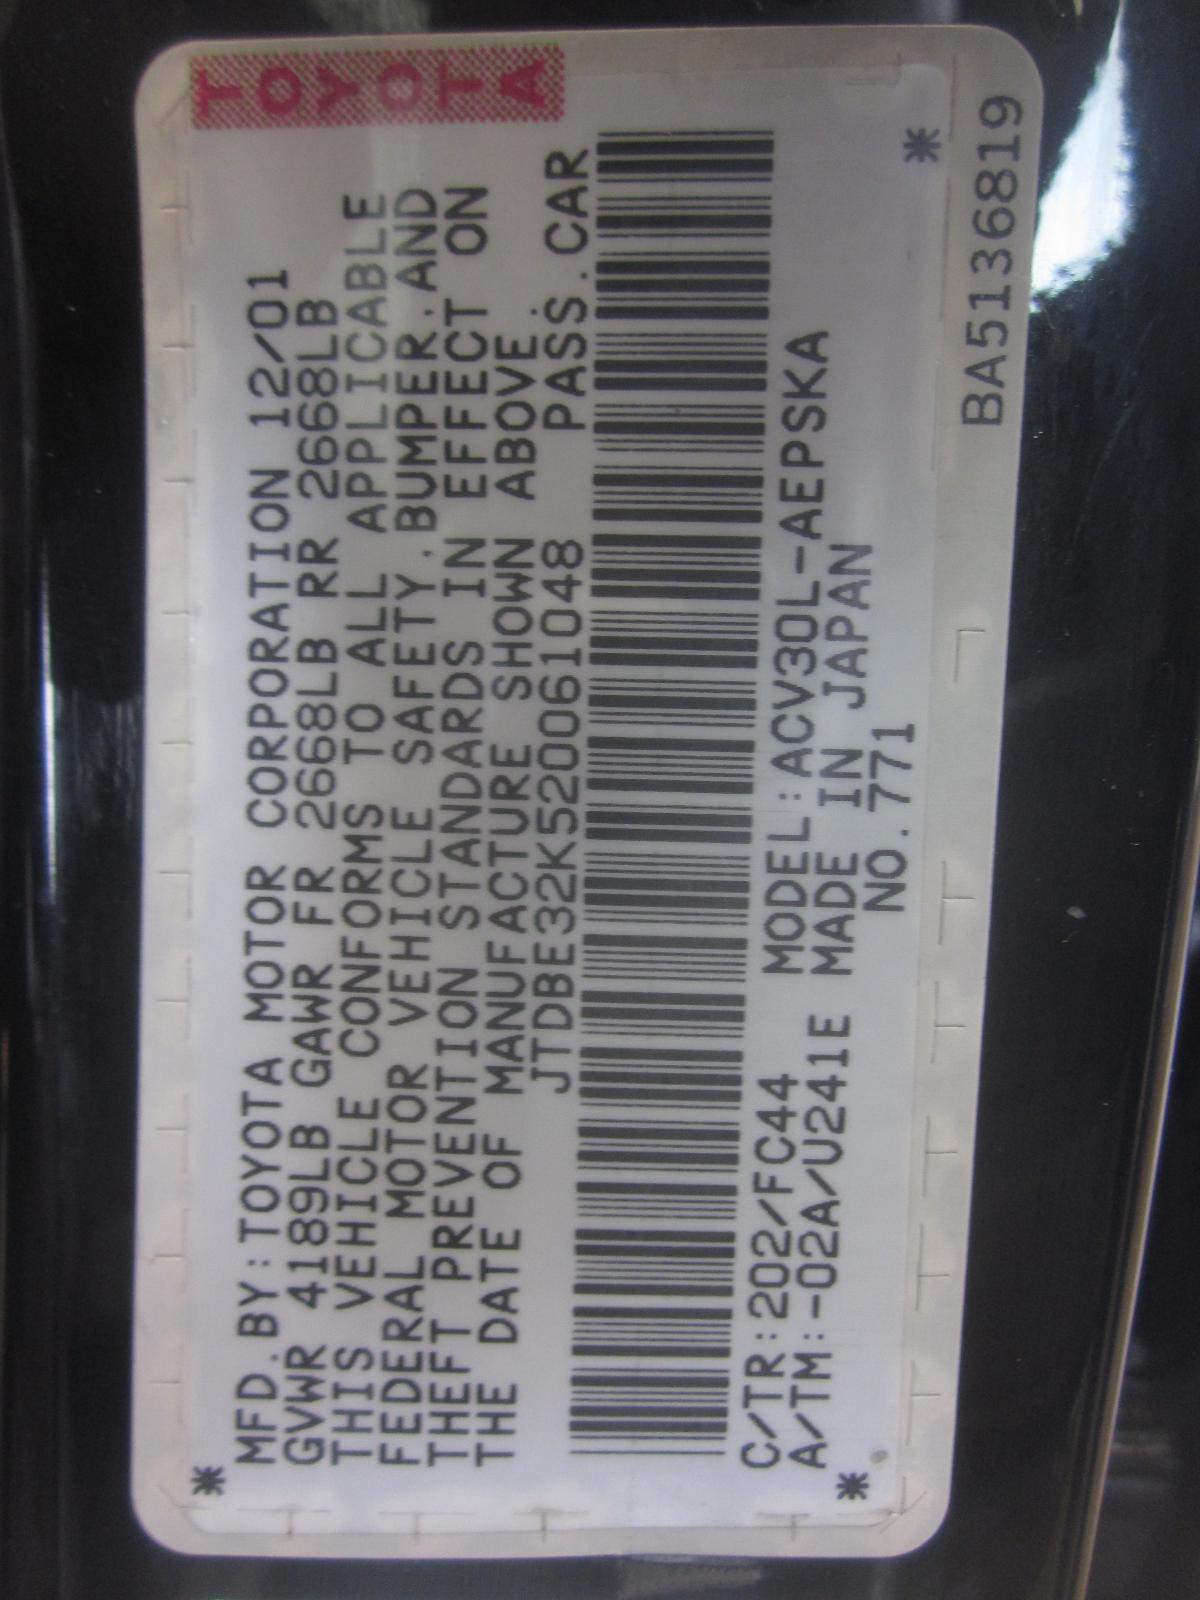 TOYOTA
MFD.BY:TOYOTA MOTOR CORPORATION 12/01
GVWR 4189LB GAWR FR 2668LB RR 2668LB
THIS VEHICLE CONFORMS TO ALL APPLICABLE
FEDERAL MOTOR VEHICLE SAFETY.BUMPER.AND
THEFT PREVENTION STANDARDS IN EFFECT ON
THE DATE OF MANUFACTURE SHOWN ABOVE.
JTDBE32K520061048 PASS.CAR
C/TR:202/FC44 MODEL:ACV30L-AEPSKA
A/TM:-02A/U241E MADE IN JAPAN
NO.771
BA5136819